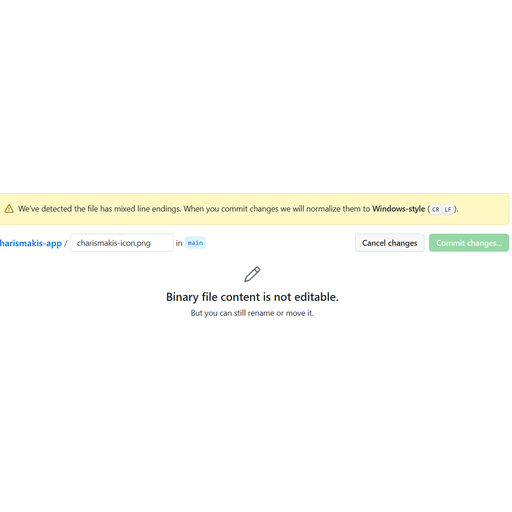 We've detected the file has mixed line endings. When you commit changes we will normalize them to Windows-style ( CR LF ).
harismakis-app / charismakis-icon.png in main Cancel changes Commit changes...
Binary file content is not editable.
But you can still rename or move it.